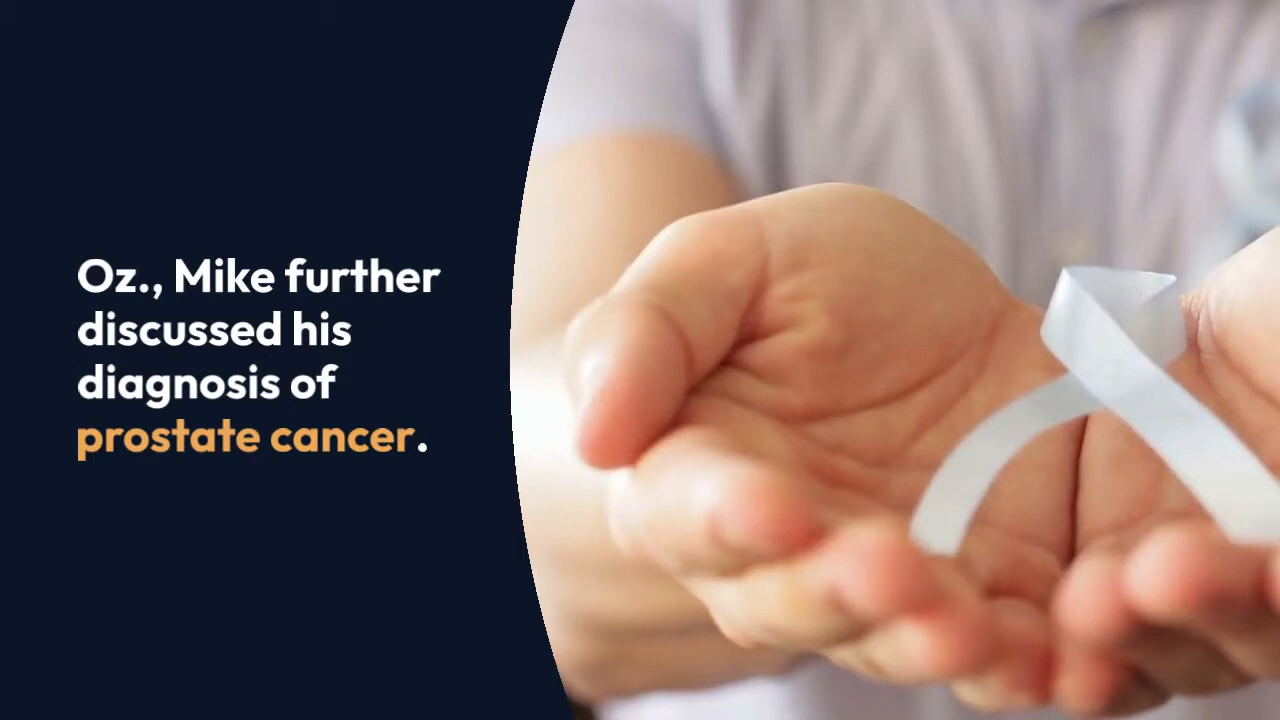 Oz., Mike further
discussed his
diagnosis of
prostate cancer.